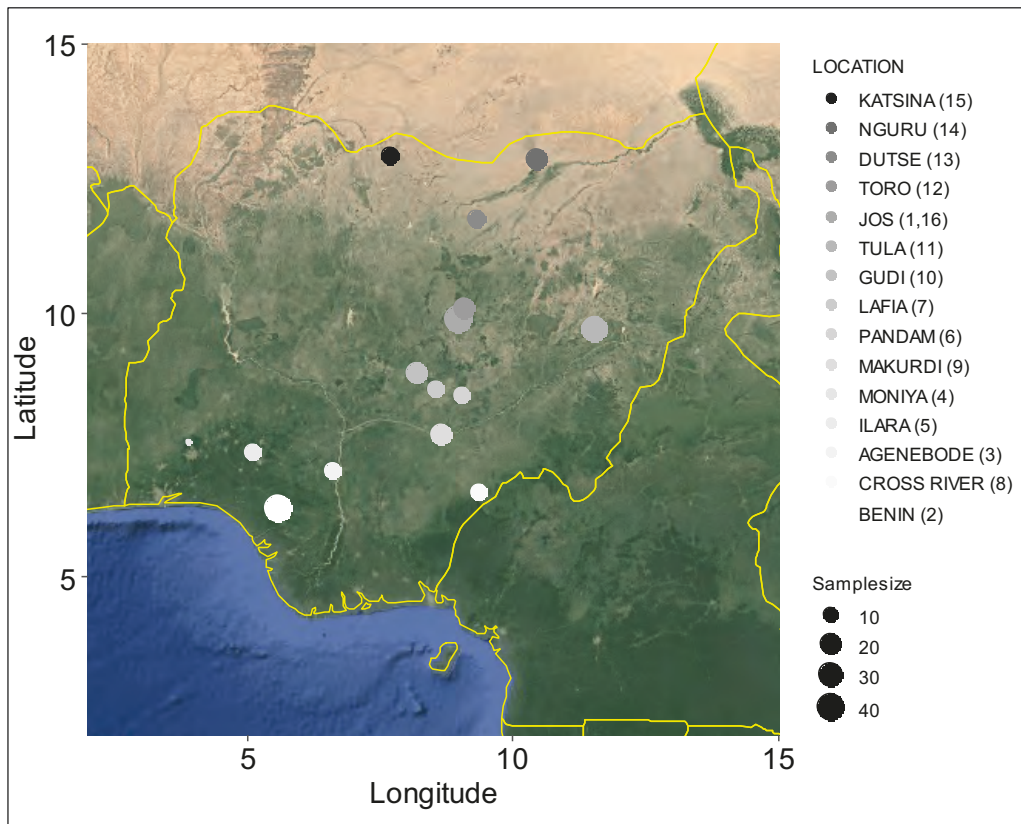 15
10
5
Latitude
5
10
15
Longitude
LOCATION
KATSINA (15)
NGURU (14)
DUTSE (13)
TORO (12)
JOS (1,16)
TULA (11)
GUDI (10)
LAFIA (7)
PANDAM (6)
MAKURDI (9)
MONIYA (4)
ILARA (5)
AGENEBODE (3)
CROSS RIVER (8)
BENIN (2)
Samplesize
10
20
30
40